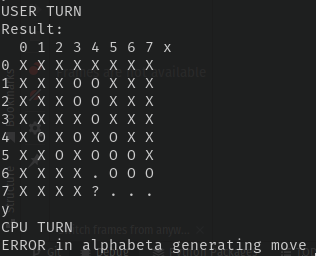 USER TURN
Result:
0 1 2 3 4 5 6 7 x
0 X X X X X X X X
1 X X X O O X X X
2 X X X X O X X X
3 X X X X O X X X
4 X O X O X O X X
5 X X O X O O O X
6 X X X X . O O O
7 X X X X ? . . .
y
CPU TURN
ERROR in alphabeta generating move